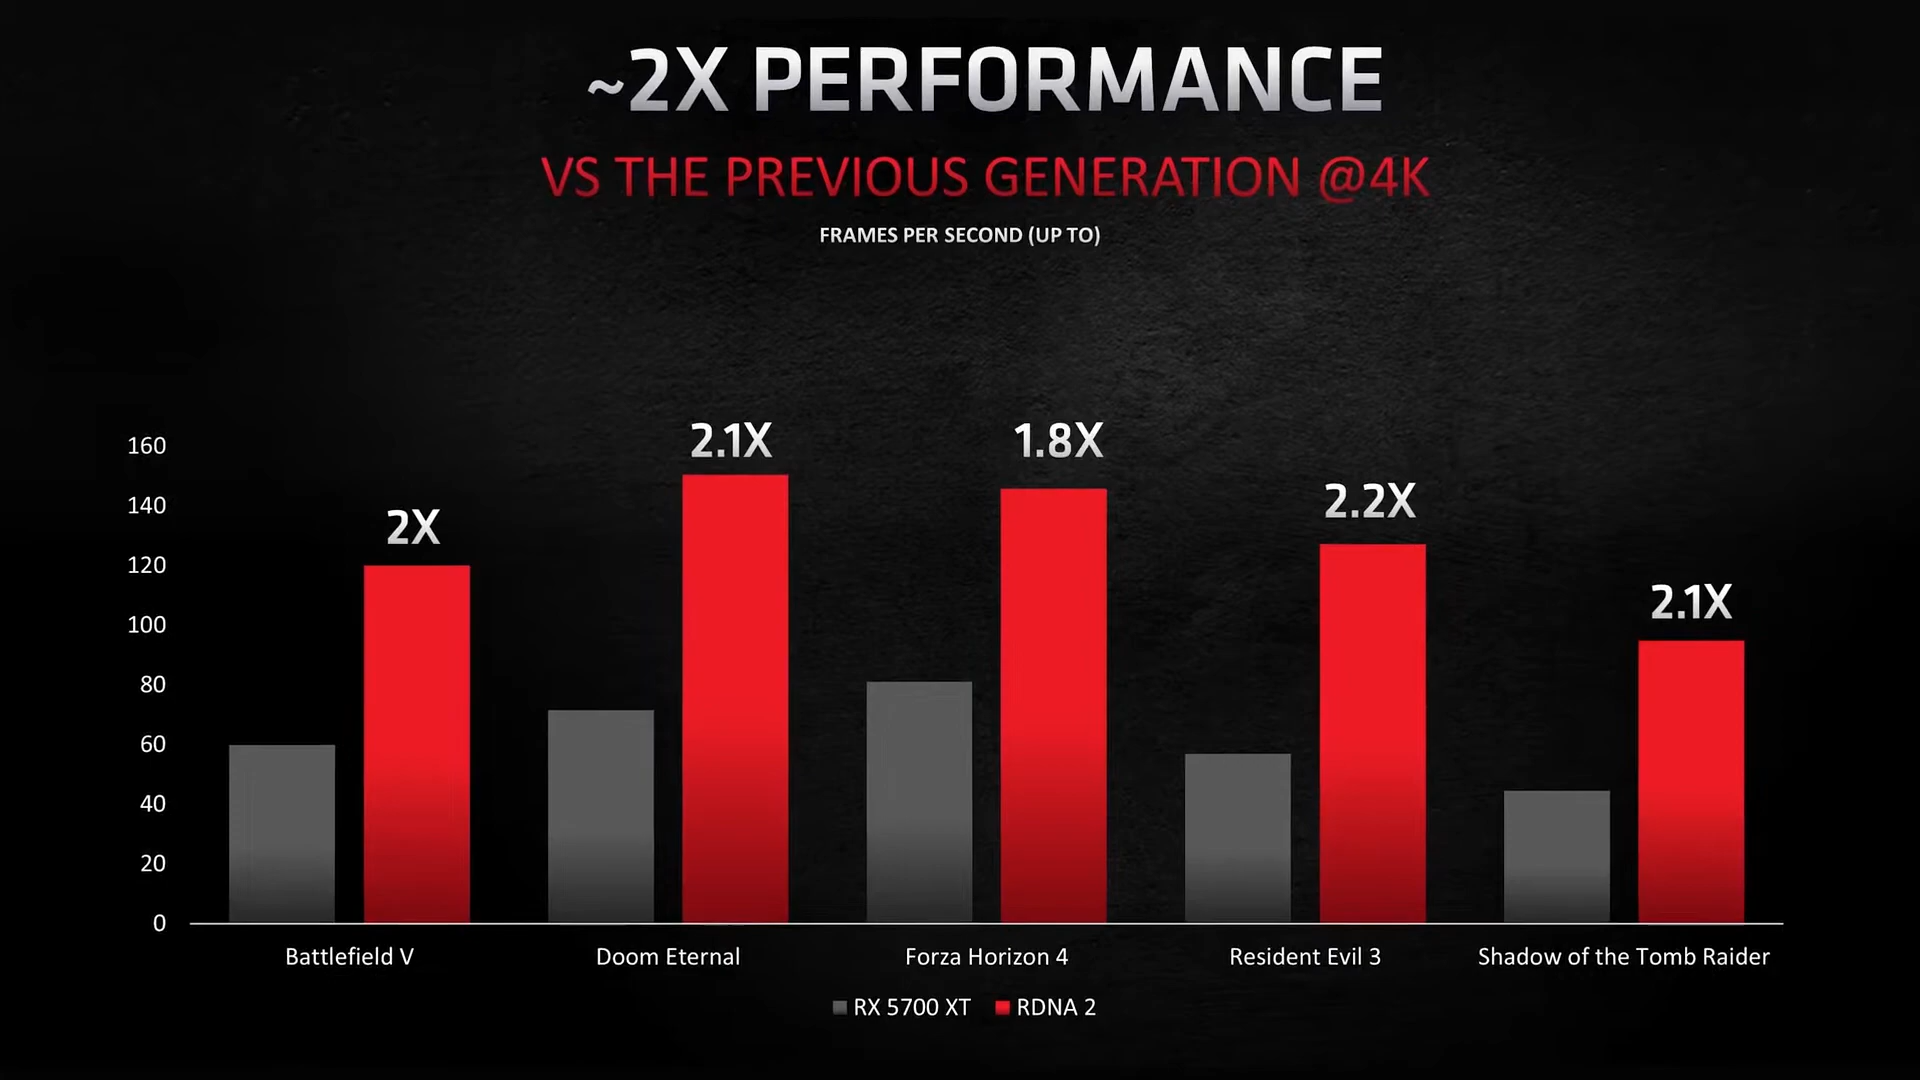 ~2X PERFORMANCE
VS THE PREVIOUS GENERATION @4K
FRAMES PER SECOND (UP TO)
160
140
120
100
80
60
40
20
0
2X
2.1X
1.8X
2.2X
2.1X
Battlefield V
Doom Eternal
Forza Horizon 4
Resident Evil 3
Shadow of the Tomb Raider
RX 5700 XT
RDNA 2